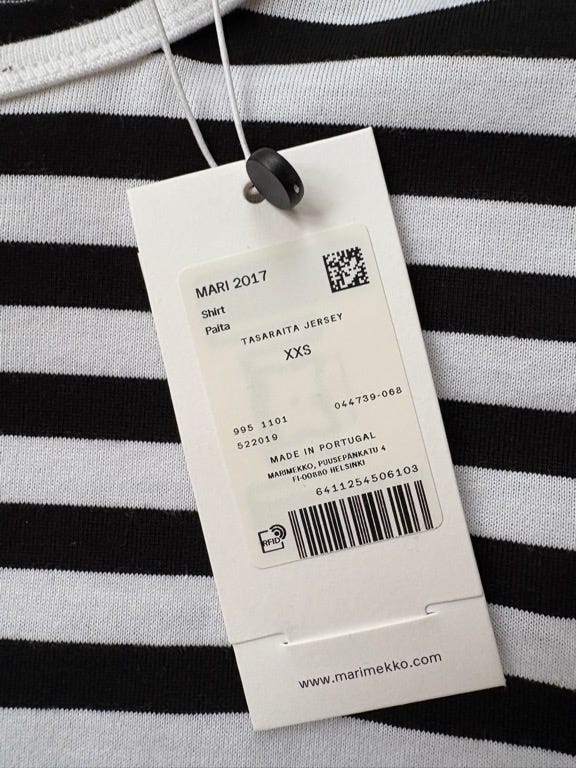 MARI 2017
Shirt
Paita
TASARAITA JERSEY
XXS
995 1101 044739-068
522019
MADE IN PORTUGAL
MARIMEKKO, PUUSEPÄNKATU 4
FI-00880 HELSINKI
6411254506103
RFID
www.marimekko.com